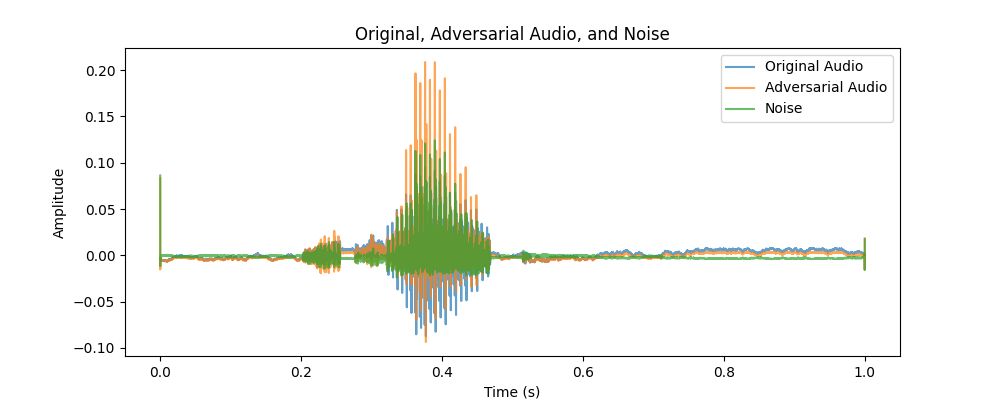 Original, Adversarial Audio, and Noise
Original Audio
Adversarial Audio
Noise
Amplitude
0.20
0.15
0.10
0.05
0.00
−0.05
−0.10
0.0 0.2 0.4 0.6 0.8 1.0
Time (s)